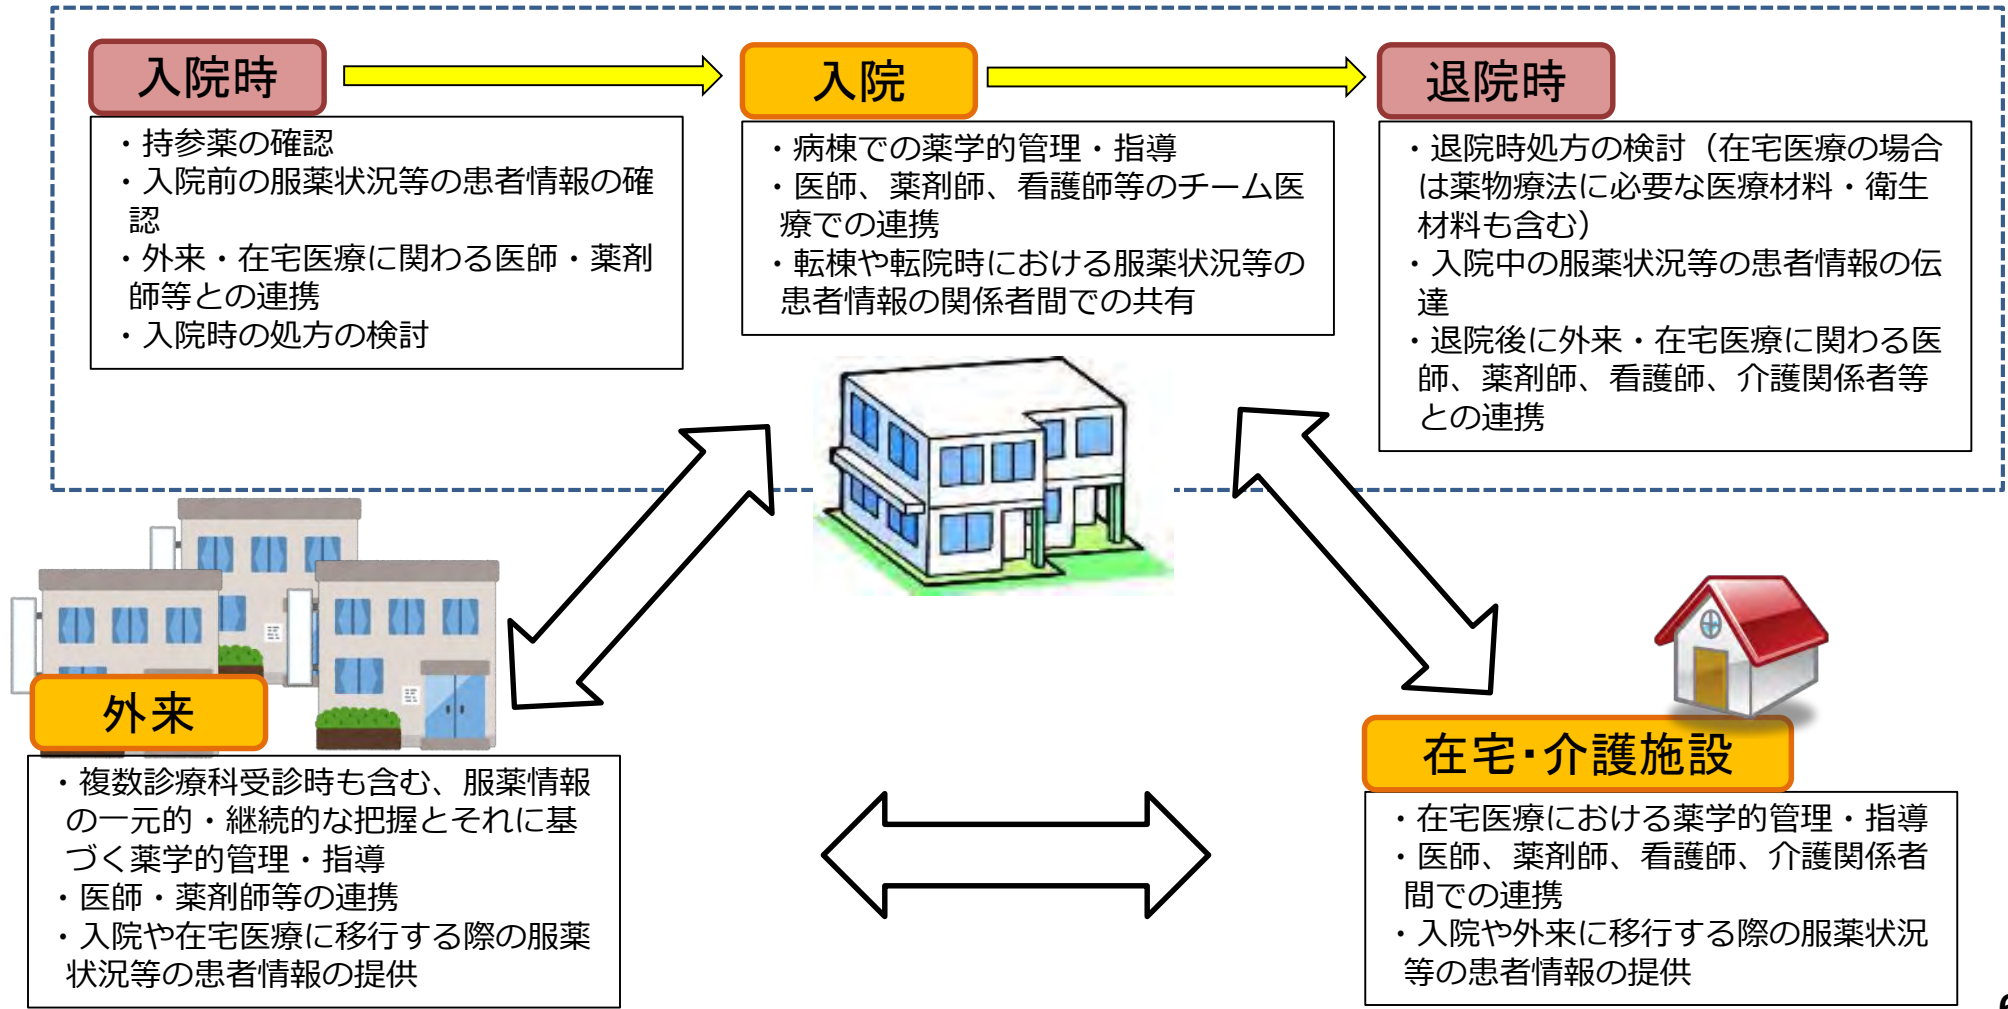 入院時
・持参薬の確認
・入院前の服薬状況等の患者情報の確
認
・外来・在宅医療に関わる医師・薬剤
師等との連携
・入院時の処方の検討
入院
・病棟での薬学的管理・指導
・医師、薬剤師、看護師等のチーム医
療での連携
・転棟や転院時における服薬状況等の
患者情報の関係者間での共有
退院時
・退院時処方の検討（在宅医療の場合
は薬物療法に必要な医療材料・衛生
材料も含む）
・入院中の服薬状況等の患者情報の伝
達
・退院後に外来・在宅医療に関わる医
師、薬剤師、看護師、介護関係者等
との連携
外来
・複数診療科受診時も含む、服薬情報
の一元的・継続的な把握とそれに基
づく薬学的管理・指導
・医師・薬剤師等の連携
・入院や在宅医療に移行する際の服薬
状況等の患者情報の提供
在宅・介護施設
・在宅医療における薬学的管理・指導
・医師、薬剤師、看護師、介護関係者
間での連携
・入院や外来に移行する際の服薬状況
等の患者情報の提供